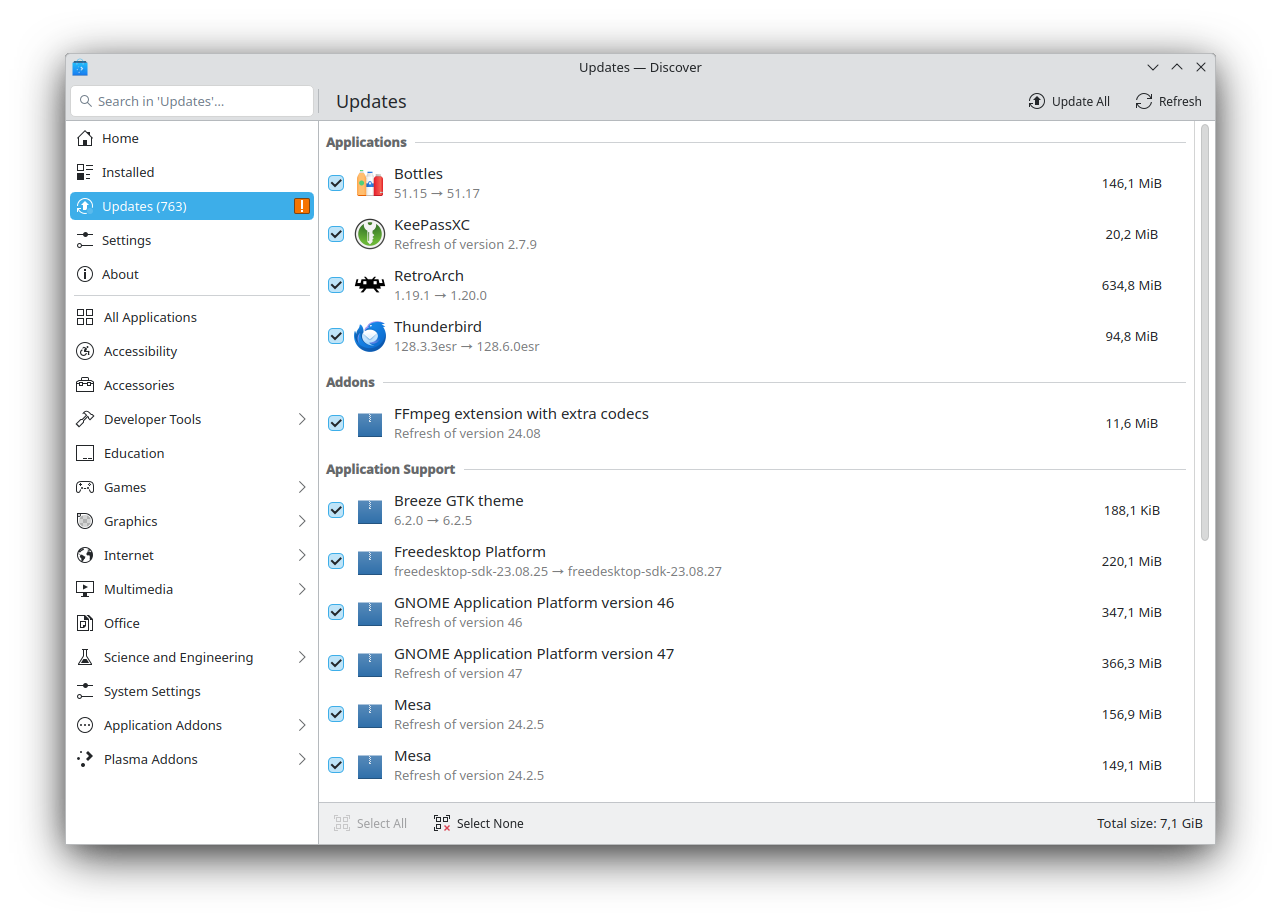 Updates — Discover
Search in 'Updates'...
Updates
Update All
Refresh
Home
Installed
Updates (763)
Settings
About
All Applications
Accessibility
Accessories
Developer Tools
Education
Games
Graphics
Internet
Multimedia
Office
Science and Engineering
System Settings
Application Addons
Plasma Addons
Applications
Bottles
51.15 → 51.17
146,1 MiB
KeePassXC
Refresh of version 2.7.9
20,2 MiB
RetroArch
1.19.1 → 1.20.0
634,8 MiB
Thunderbird
128.3.3esr → 128.6.0esr
94,8 MiB
Addons
FFmpeg extension with extra codecs
Refresh of version 24.08
11,6 MiB
Application Support
Breeze GTK theme
6.2.0 → 6.2.5
188,1 KiB
Freedesktop Platform
freedesktop-sdk-23.08.25 → freedesktop-sdk-23.08.27
220,1 MiB
GNOME Application Platform version 46
Refresh of version 46
347,1 MiB
GNOME Application Platform version 47
Refresh of version 47
366,3 MiB
Mesa
Refresh of version 24.2.5
156,9 MiB
Mesa
Refresh of version 24.2.5
149,1 MiB
Select All
Select None
Total size: 7,1 GiB